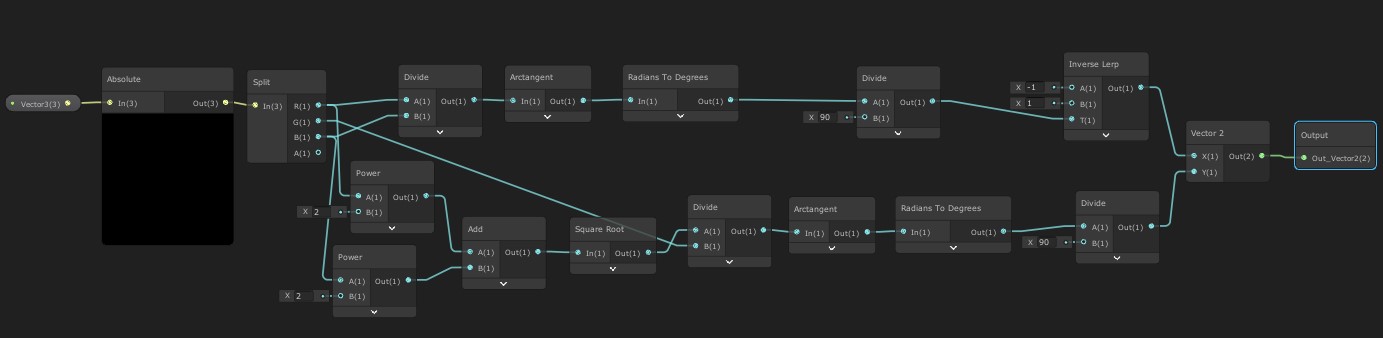 Vector3(3)
Absolute
In(3) Out(3)
Split
In(3) R(1)
G(1)
B(1)
A(1)
Divide
A(1) Out(1)
B(1)
Arctangent
In(1) Out(1)
Radians To Degrees
In(1) Out(1)
X 90
Divide
A(1) Out(1)
B(1)
X -1
X 1
Inverse Lerp
A(1) Out(1)
B(1)
T(1)
Vector 2
X(1) Out(2)
Y(1)
Output
Out_Vector2(2)
X 2
Power
A(1) Out(1)
B(1)
X 2
Power
A(1) Out(1)
B(1)
Add
A(1) Out(1)
B(1)
Square Root
In(1) Out(1)
Divide
A(1) Out(1)
B(1)
Arctangent
In(1) Out(1)
Radians To Degrees
In(1) Out(1)
X 90
Divide
A(1) Out(1)
B(1)